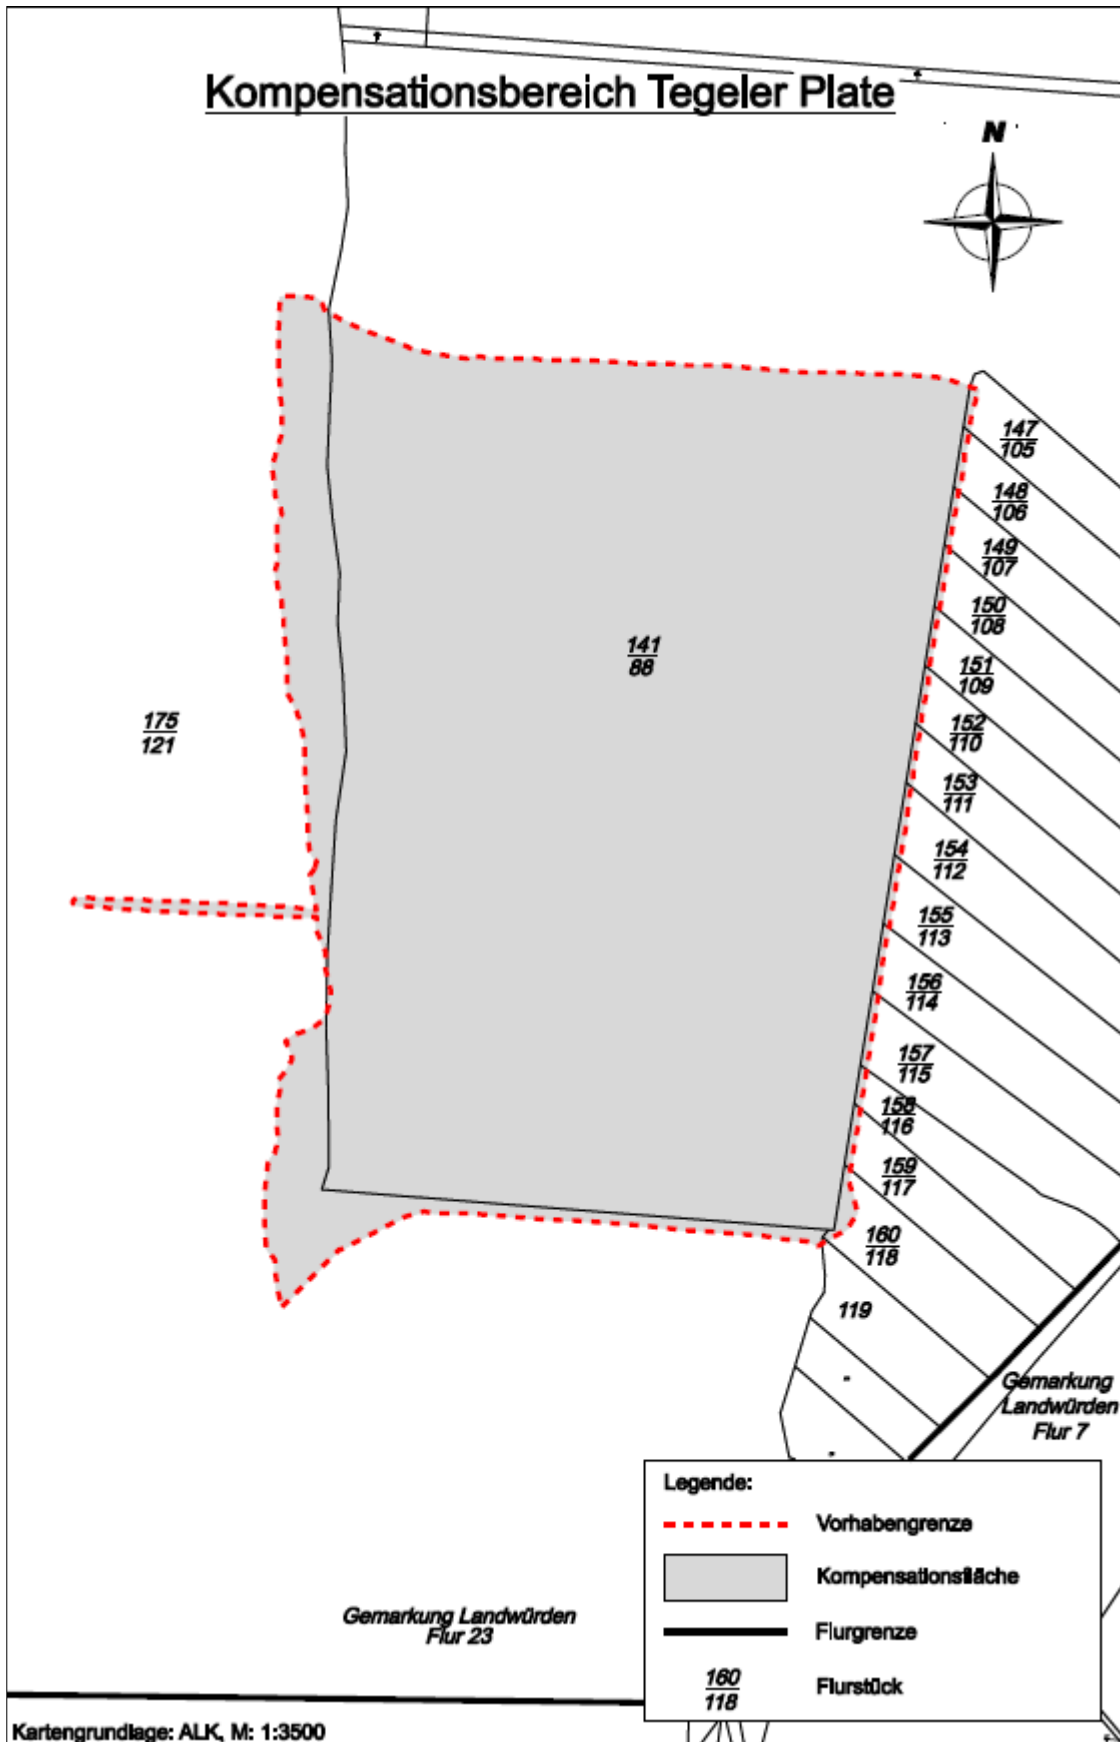 Kompensationsbereich Tegeler Plate
N
147
105
148
106
149
107
150
108
141
88
151
109
175
121
152
110
153
111
154
112
155
113
156
114
157
115
158
116
159
117
160
118
119
Gemarkung
Landwürden
Flur 7
Legende:
Vorhabengrenze
Kompensationsfläche
Flurgrenze
160
118
Flurstück
Gemarkung Landwürden
Flur 23
Kartengrundlage: ALK, M: 1:3500